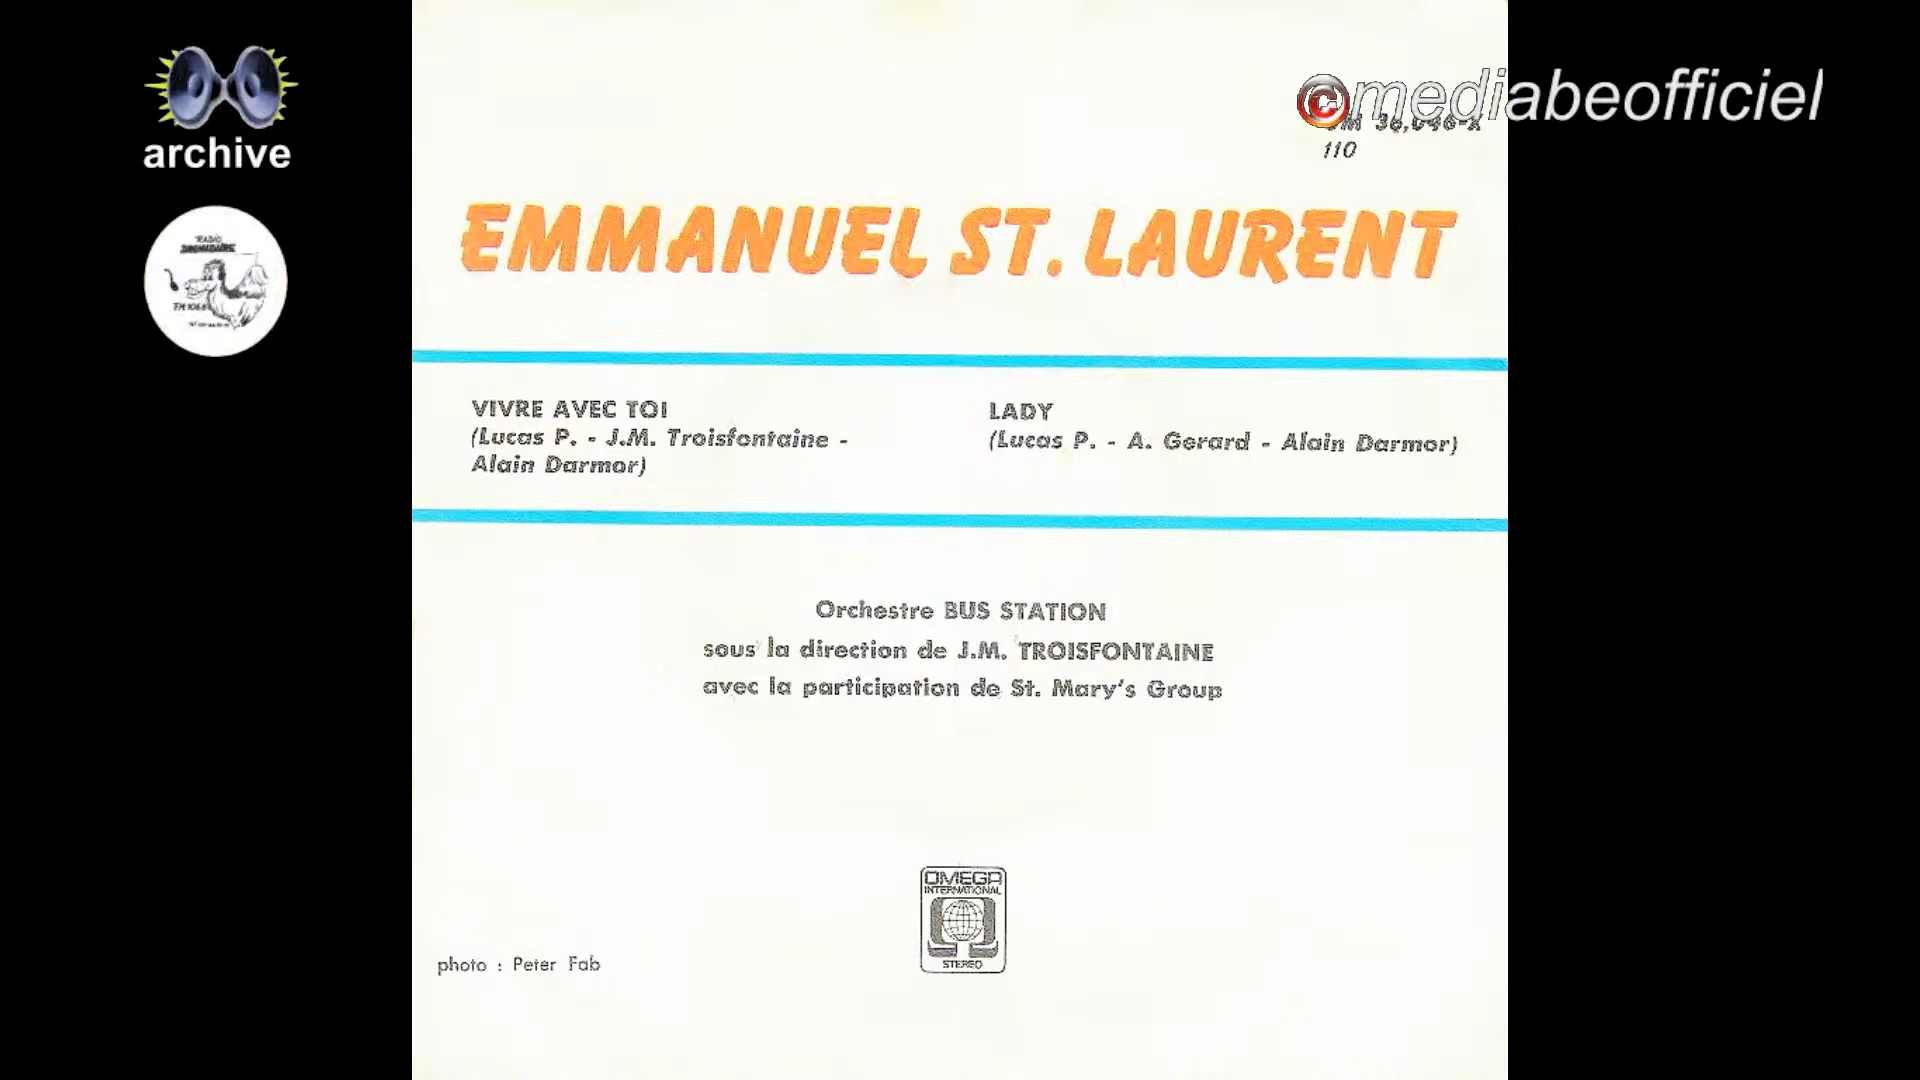 archive
RADIO
DROMADAIRE
©mediabeofficiel
110
EMMANUEL ST. LAURENT
VIVRE AVEC TOI
(Lucas P. - J.M. Troisfontaine -
Alain Darmor)
LADY
(Lucas P. - A. Gerard - Alain Darmor)
Orchestre BUS STATION
sous la direction de J.M. TROISFONTAINE
avec la participation de St. Mary's Group
OMEGA
INTERNATIONAL
STEREO
photo : Peter Fab